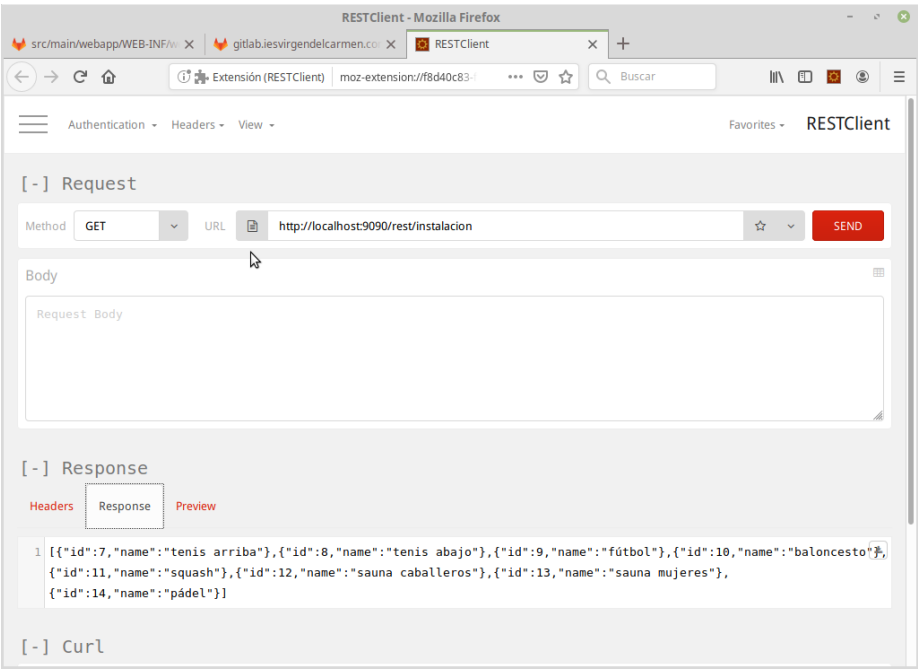 RESTClient - Mozilla Firefox
src/main/webapp/WEB-INF/w
gitlab.iesvirgendelcarmen.com
RESTClient
Extensión (RESTClient) moz-extension://f8d40c83-
Buscar
Authentication Headers View Favorites RESTClient
[-] Request
Method GET URL http://localhost:9090/rest/instalacion SEND
Body
Request Body
[-] Response
Headers Response Preview
1 [{"id":7,"name":"tenis arriba"},{"id":8,"name":"tenis abajo"},{"id":9,"name":"fútbol"},{"id":10,"name":"baloncesto"},
{"id":11,"name":"squash"},{"id":12,"name":"sauna caballeros"},{"id":13,"name":"sauna mujeres"},
{"id":14,"name":"pádel"}]
[-] Curl